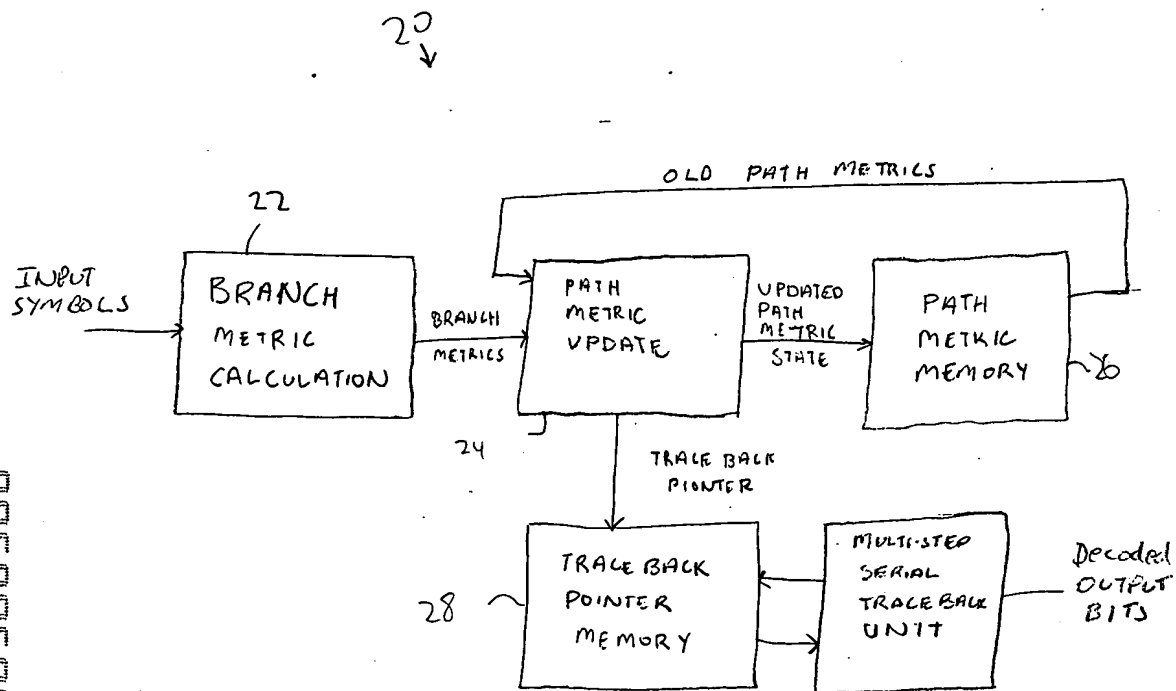 20
OLD PATH METRICS
22
INPUT
SYMBOLS
BRANCH
METRIC
CALCULATION
BRANCH
METRICS
PATH
METRIC
UPDATE
UPDATED
PATH
METRIC
STATE
PATH
METRIC
MEMORY
26
24
TRACE BACK
PIONTER
TRACE BACK
POINTER
MEMORY
28
MULTI-STEP
SERIAL
TRACEBACK
UNIT
Decoded
OUTPUT
BITS